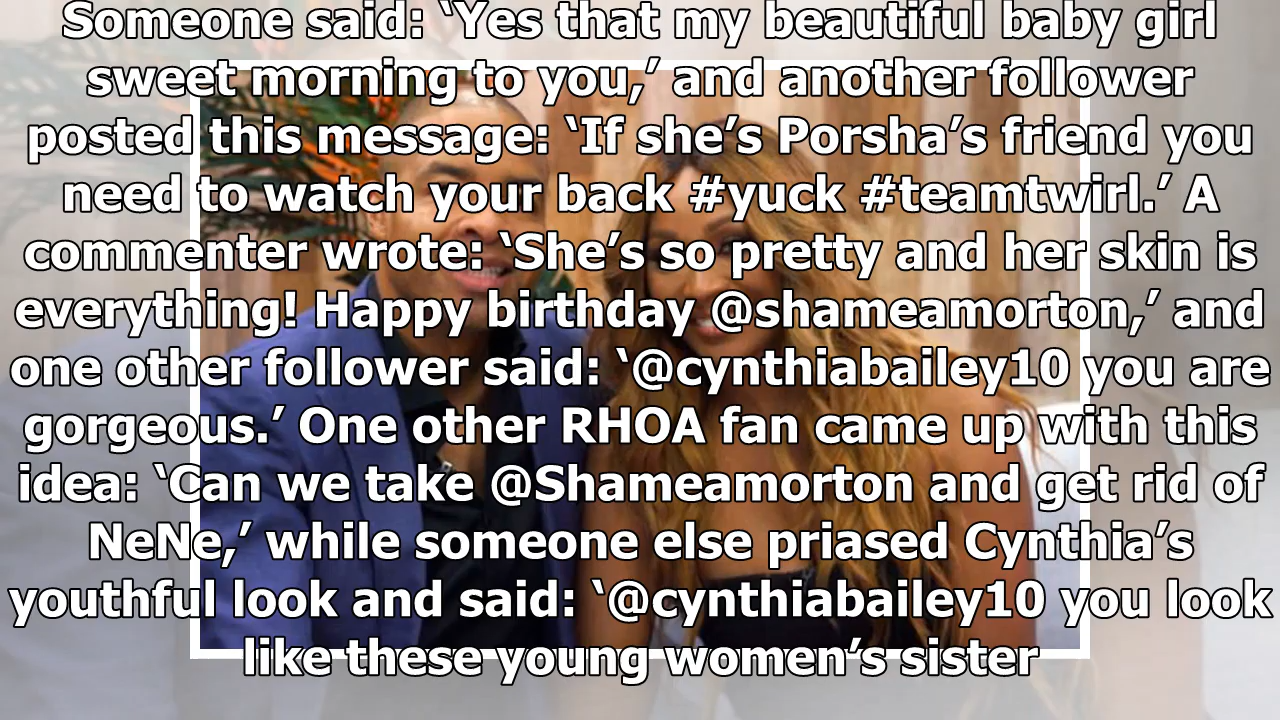 Someone said: ‘Yes that my beautiful baby girl
sweet morning to you,’ and another follower
posted this message: ‘If she’s Porsha’s friend you
need to watch your back #yuck #teamtwirl.’ A
commenter wrote: ‘She’s so pretty and her skin is
everything! Happy birthday @shameamorton,’ and
one other follower said: ‘@cynthiabailey10 you are
gorgeous.’ One other RHOA fan came up with this
idea: ‘Can we take @Shameamorton and get rid of
NeNe,’ while someone else priased Cynthia’s
youthful look and said: ‘@cynthiabailey10 you look
like these young women’s sister